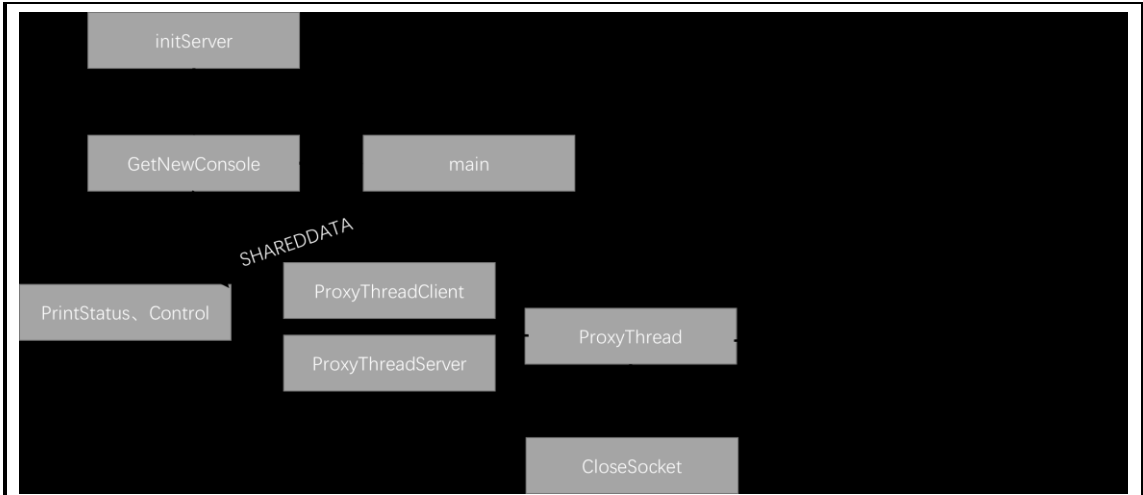 initServer
GetNewConsole
main
SHAREDDATA
ProxyThreadClient
PrintStatus、Control
ProxyThread
ProxyThreadServer
CloseSocket